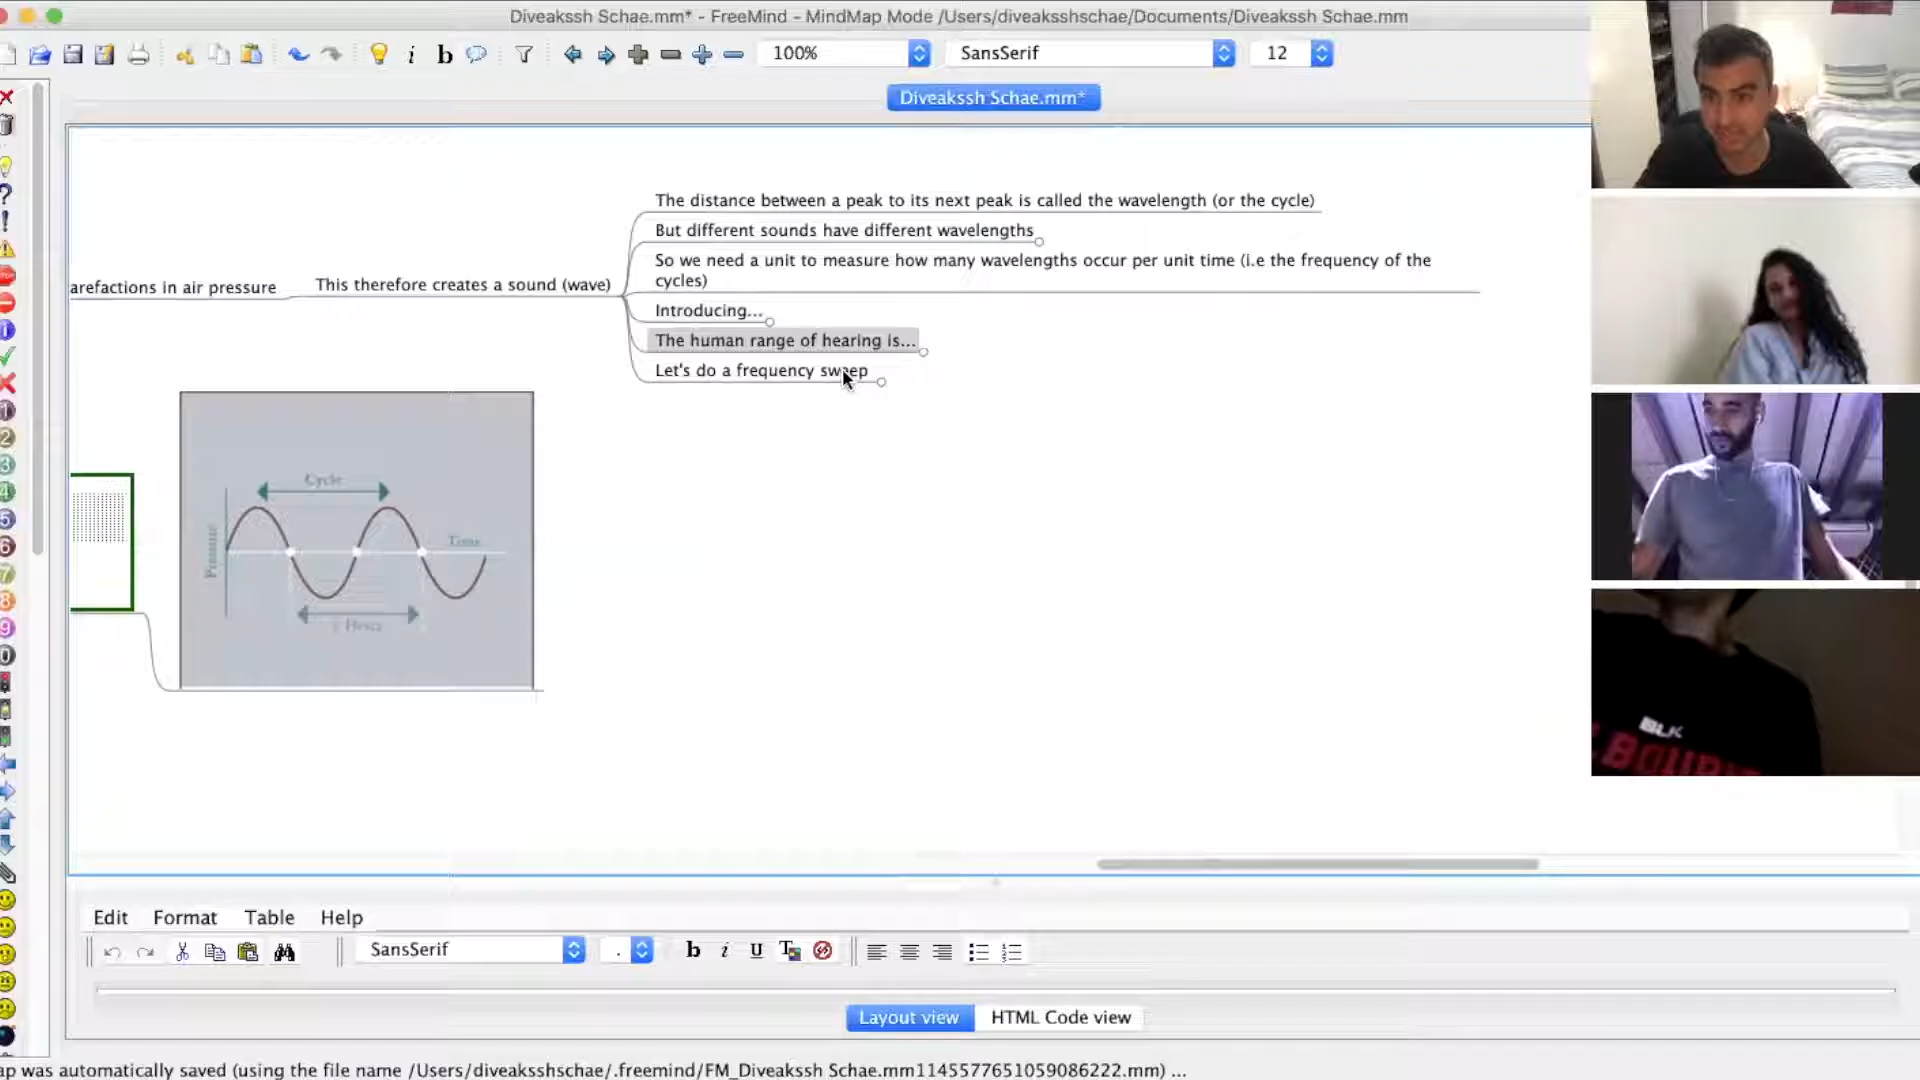 Diveakssh Schae.mm* - FreeMind - MindMap Mode /Users/diveaksshschae/Documents/Diveakssh Schae.mm
100%
SansSerif
12
Diveakssh Schae.mm*
The distance between a peak to its next peak is called the wavelength (or the cycle)
But different sounds have different wavelengths
So we need a unit to measure how many wavelengths occur per unit time (i.e the frequency of the
cycles)
arefactions in air pressure
This therefore creates a sound (wave)
Introducing...
The human range of hearing is...
Let's do a frequency sweep
Cycle
Pressure
Time
BLK
Edit Format Table Help
SansSerif
Layout view
HTML Code view
ap was automatically saved (using the file name /Users/diveaksshschae/.freemind/FM_Diveakssh Schae.mm1145577651059086222.mm) ...